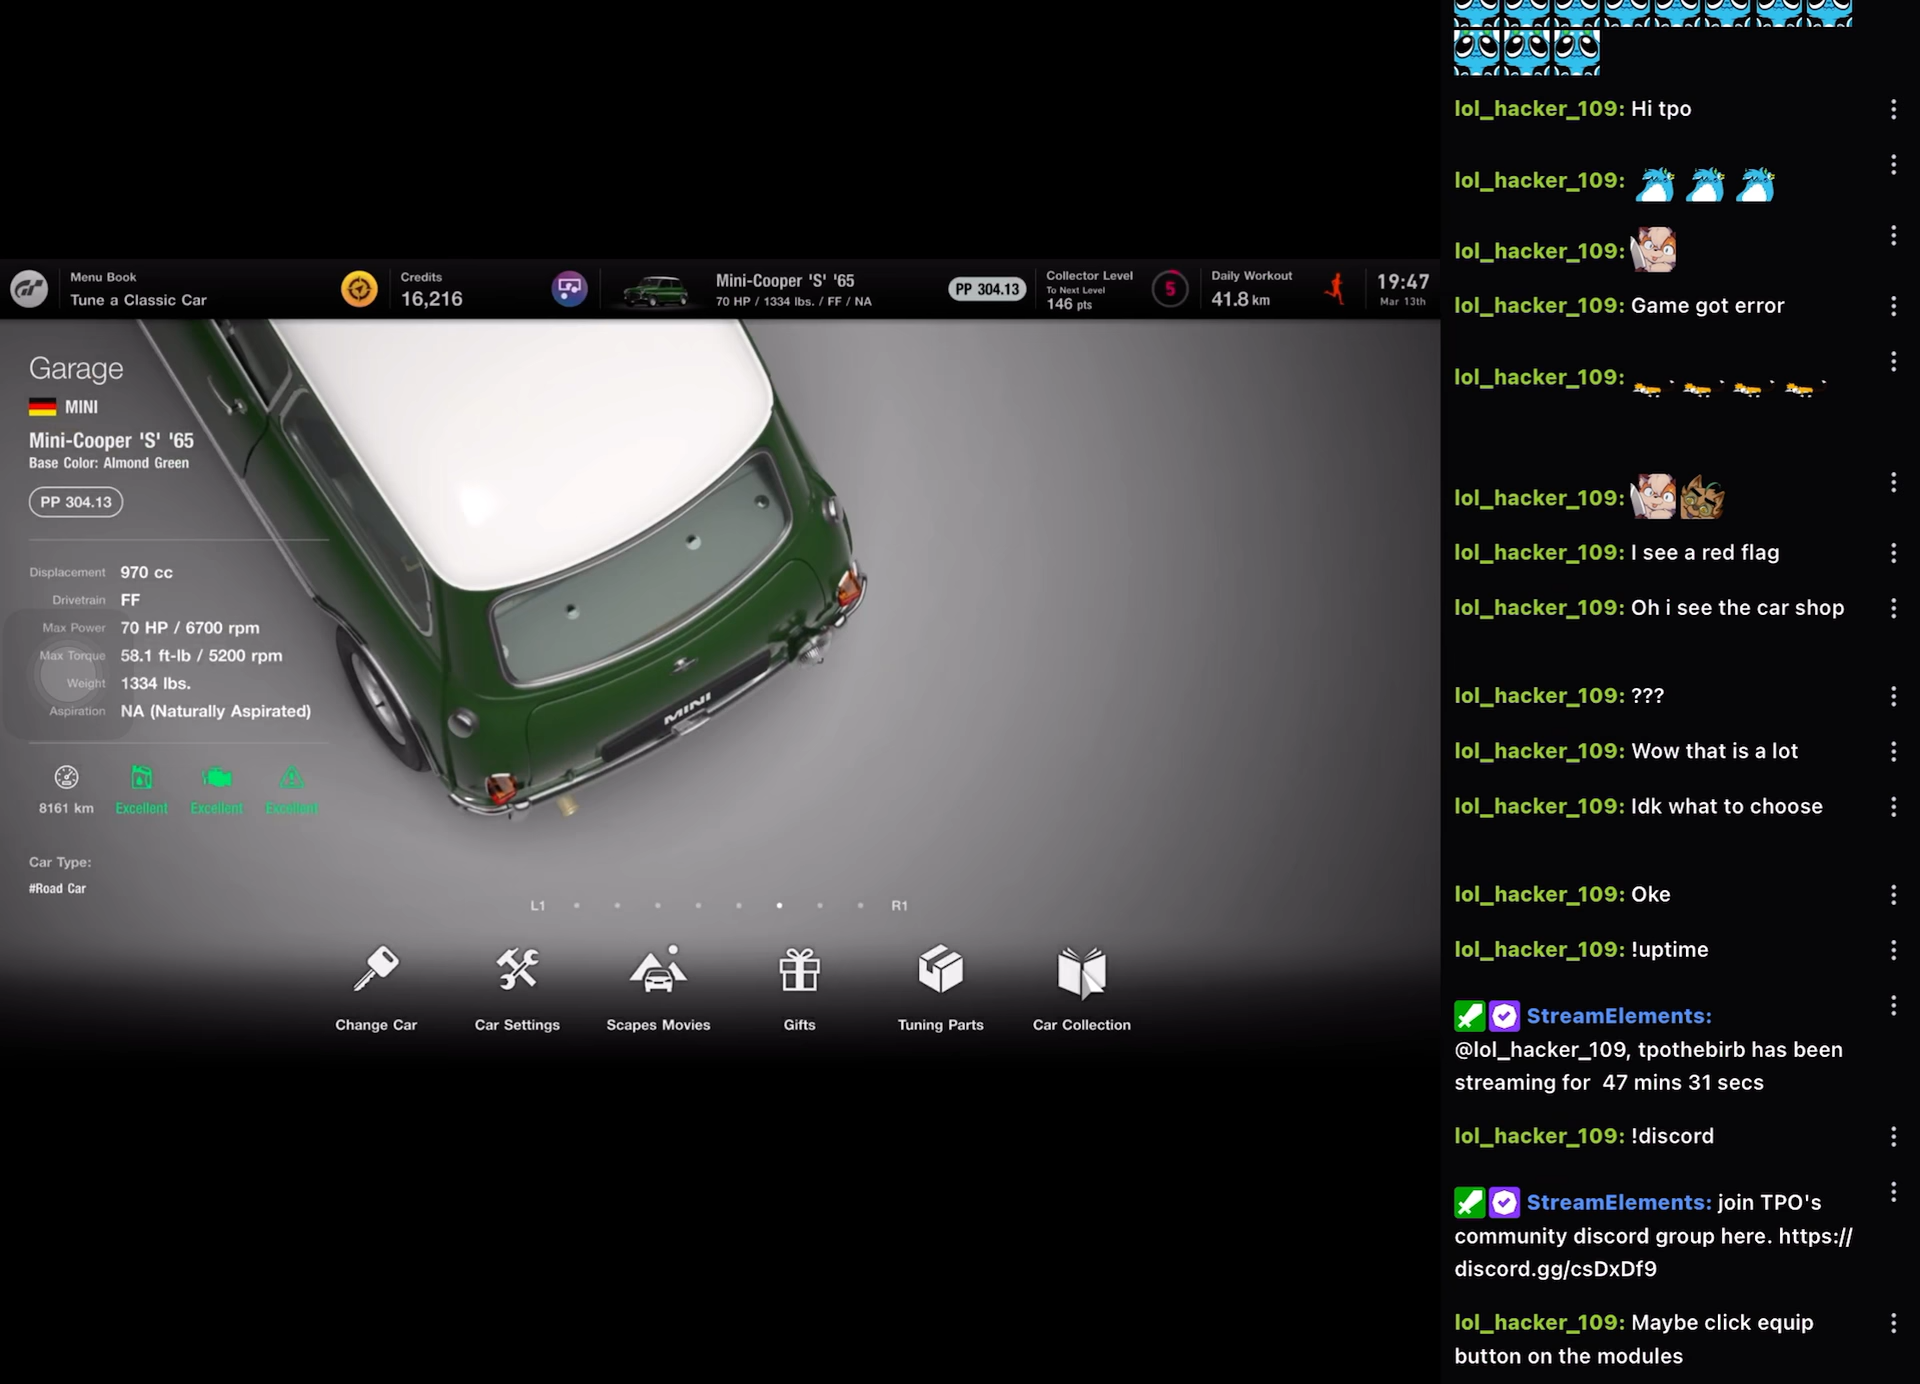 Menu Book
Tune a Classic Car
Credits
16,216
Mini-Cooper 'S' '65
70 HP / 1334 lbs. / FF / NA
PP 304.13
Collector Level
To Next Level
146 pts
5
Daily Workout
41.8 km
19:47
Mar 13th
Garage
MINI
Mini-Cooper 'S' '65
Base Color: Almond Green
PP 304.13
Displacement 970 cc
Drivetrain FF
Max Power 70 HP / 6700 rpm
Max Torque 58.1 ft-lb / 5200 rpm
Weight 1334 lbs.
Aspiration NA (Naturally Aspirated)
8161 km Excellent Excellent Excellent
Car Type:
#Road Car
MINI
L1 R1
Change Car Car Settings Scapes Movies Gifts Tuning Parts Car Collection
lol_hacker_109: Hi tpo
lol_hacker_109:
lol_hacker_109:
lol_hacker_109: Game got error
lol_hacker_109:
lol_hacker_109:
lol_hacker_109: I see a red flag
lol_hacker_109: Oh i see the car shop
lol_hacker_109: ???
lol_hacker_109: Wow that is a lot
lol_hacker_109: Idk what to choose
lol_hacker_109: Oke
lol_hacker_109: !uptime
StreamElements:
@lol_hacker_109, tpothebirb has been
streaming for 47 mins 31 secs
lol_hacker_109: !discord
StreamElements: join TPO's
community discord group here. https://
discord.gg/csDxDf9
lol_hacker_109: Maybe click equip
button on the modules